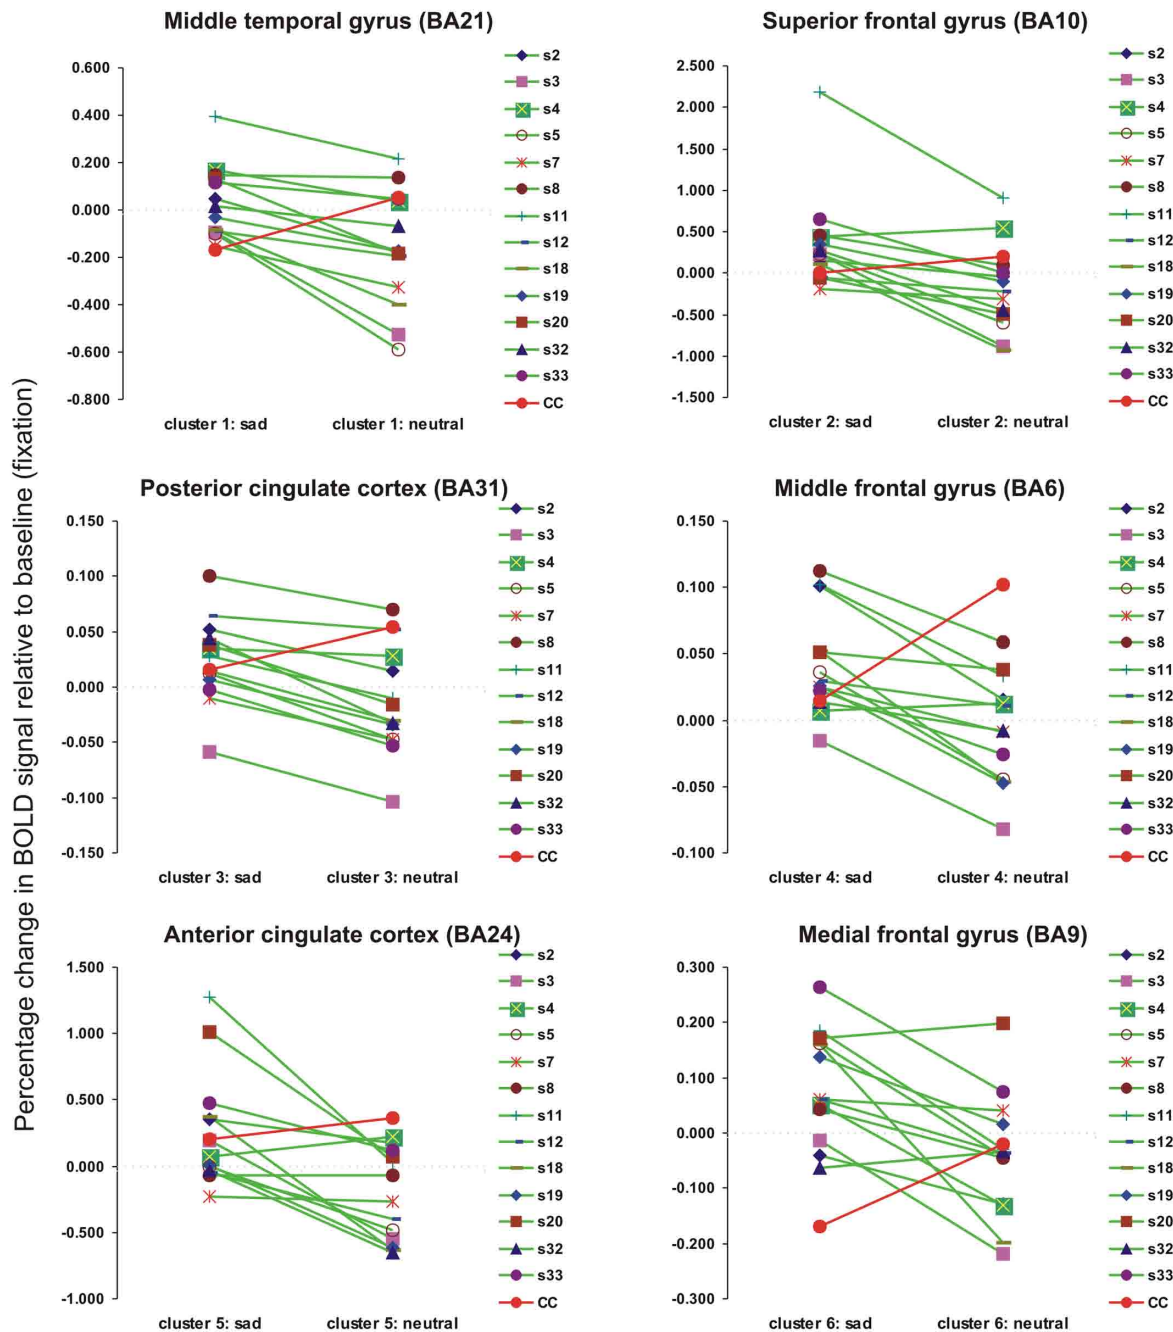 Percentage change in BOLD signal relative to baseline (fixation)
Middle temporal gyrus (BA21)
0.600
0.400
0.200
0.000
-0.200
-0.400
-0.600
-0.800
cluster 1: sad
cluster 1: neutral
s2
s3
s4
s5
s7
s8
s11
s12
s18
s19
s20
s32
s33
CC
Superior frontal gyrus (BA10)
2.500
2.000
1.500
1.000
0.500
0.000
-0.500
-1.000
-1.500
cluster 2: sad
cluster 2: neutral
s2
s3
s4
s5
s7
s8
s11
s12
s18
s19
s20
s32
s33
CC
Posterior cingulate cortex (BA31)
0.150
0.100
0.050
0.000
-0.050
-0.100
-0.150
cluster 3: sad
cluster 3: neutral
s2
s3
s4
s5
s7
s8
s11
s12
s18
s19
s20
s32
s33
CC
Middle frontal gyrus (BA6)
0.150
0.100
0.050
0.000
-0.050
-0.100
cluster 4: sad
cluster 4: neutral
s2
s3
s4
s5
s7
s8
s11
s12
s18
s19
s20
s32
s33
CC
Anterior cingulate cortex (BA24)
1.500
1.000
0.500
0.000
-0.500
-1.000
cluster 5: sad
cluster 5: neutral
s2
s3
s4
s5
s7
s8
s11
s12
s18
s19
s20
s32
s33
CC
Medial frontal gyrus (BA9)
0.300
0.200
0.100
0.000
-0.100
-0.200
-0.300
cluster 6: sad
cluster 6: neutral
s2
s3
s4
s5
s7
s8
s11
s12
s18
s19
s20
s32
s33
CC